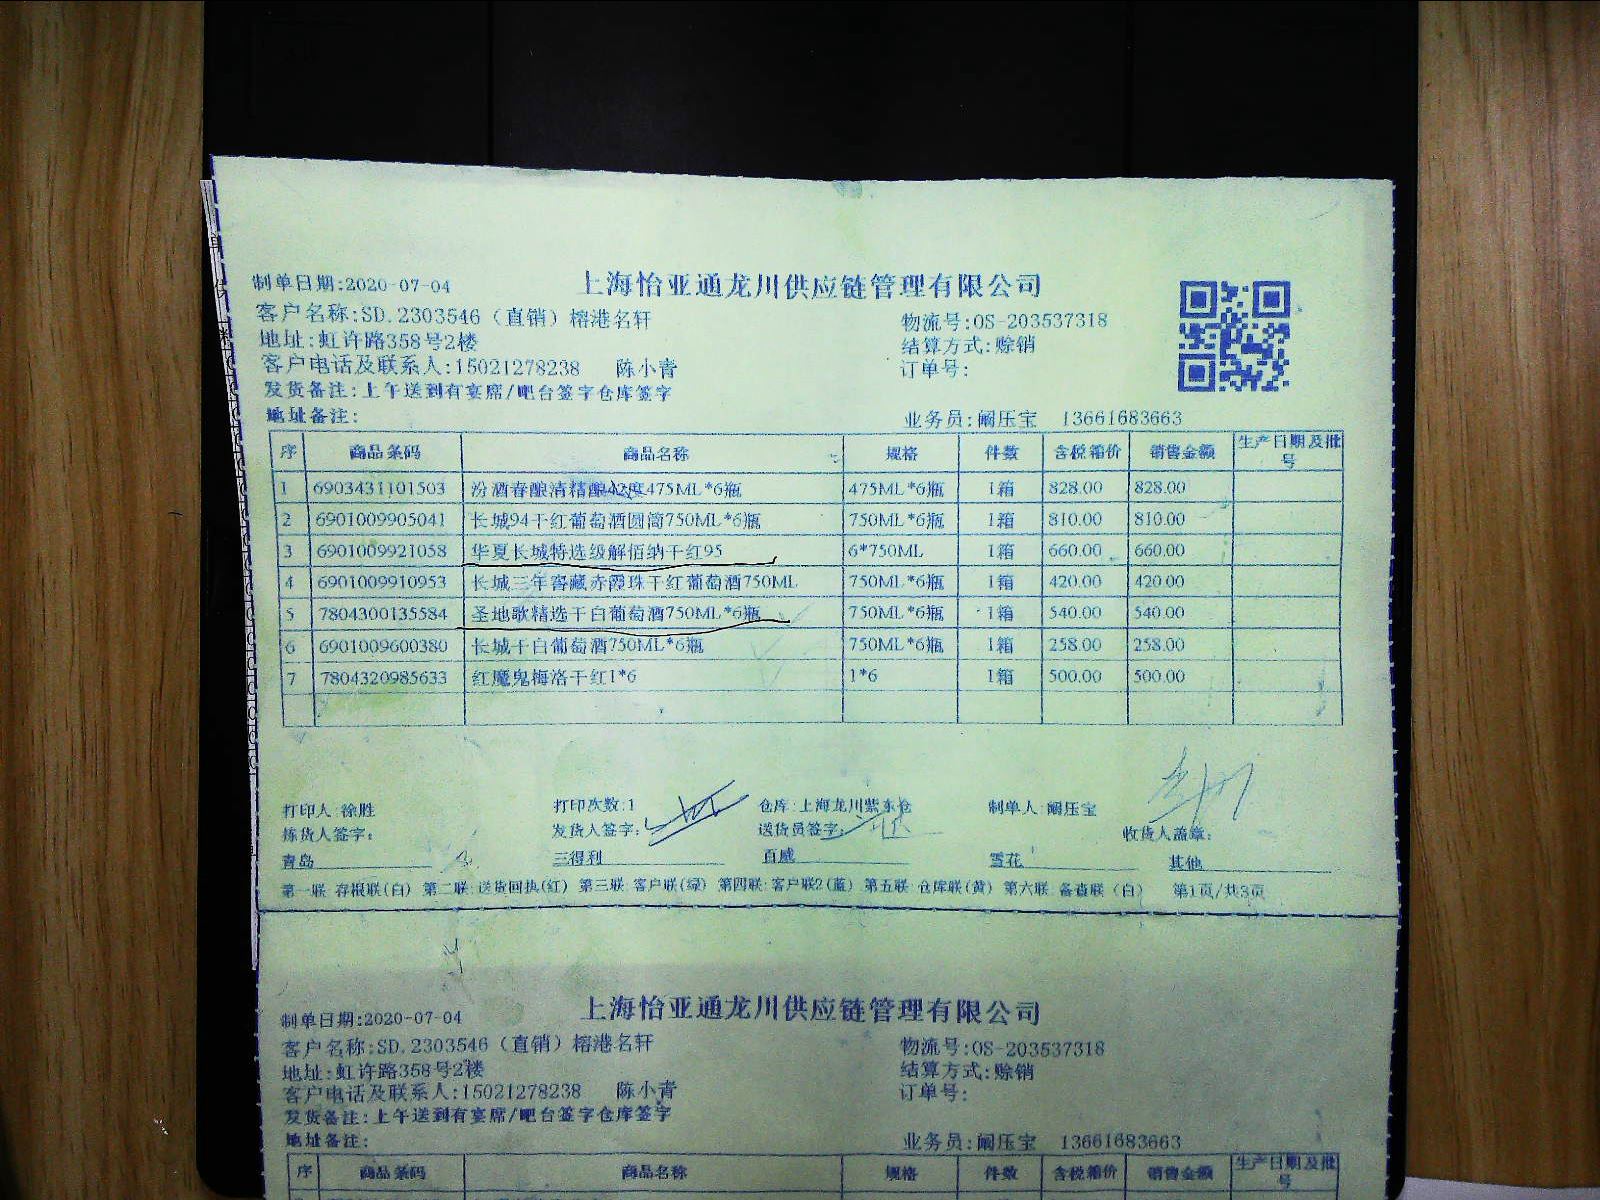 上海怡亚通龙川供应链管理有限公司
制单日期:2020-07-04
客户名称:SD.2303546（直销）榕港名轩
物流号:OS-203537318
地址:虹许路358号2楼
结算方式:赊销
客户电话及联系人:15021278238 陈小青
订单号:
发货备注:上午送到有宴席/吧台签字仓库签字
地址备注:
业务员:阚压宝 13661683663
序 商品条码 商品名称 规格 件数 含税箱价 销售金额 生产日期及批号
1 6903431101503 汾酒春酿清精酿42度475ML*6瓶 475ML*6瓶 1箱 828.00 828.00
2 6901009905041 长城94干红葡萄酒圆筒750ML*6瓶 750ML*6瓶 1箱 810.00 810.00
3 6901009921058 华夏长城特选级解佰纳干红95 6*750ML 1箱 660.00 660.00
4 6901009910953 长城三年窖藏赤霞珠干红葡萄酒750ML 750ML*6瓶 1箱 420.00 420.00
5 7804300135584 圣地歌精选干白葡萄酒750ML*6瓶 750ML*6瓶 1箱 540.00 540.00
6 6901009600380 长城干白葡萄酒750ML*6瓶 750ML*6瓶 1箱 258.00 258.00
7 7804320985633 红魔鬼梅洛干红1*6 1*6 1箱 500.00 500.00
打印人:徐胜 打印次数:1 仓库:上海龙川紫东仓 制单人:阚压宝
拣货人签字: 发货人签字: 送货员签字: 收货人盖章:
青岛 三得利 百威 雪花 其他
第一联:存根联(白) 第二联:送货回执(红) 第三联:客户联(绿) 第四联:客户联2(蓝) 第五联:仓库联(黄) 第六联:备查联(白) 第1页/共3页
上海怡亚通龙川供应链管理有限公司
制单日期:2020-07-04
客户名称:SD.2303546（直销）榕港名轩
物流号:OS-203537318
地址:虹许路358号2楼
结算方式:赊销
客户电话及联系人:15021278238 陈小青
订单号:
发货备注:上午送到有宴席/吧台签字仓库签字
地址备注:
业务员:阚压宝 13661683663
序 商品条码 商品名称 规格 件数 含税箱价 销售金额 生产日期及批号